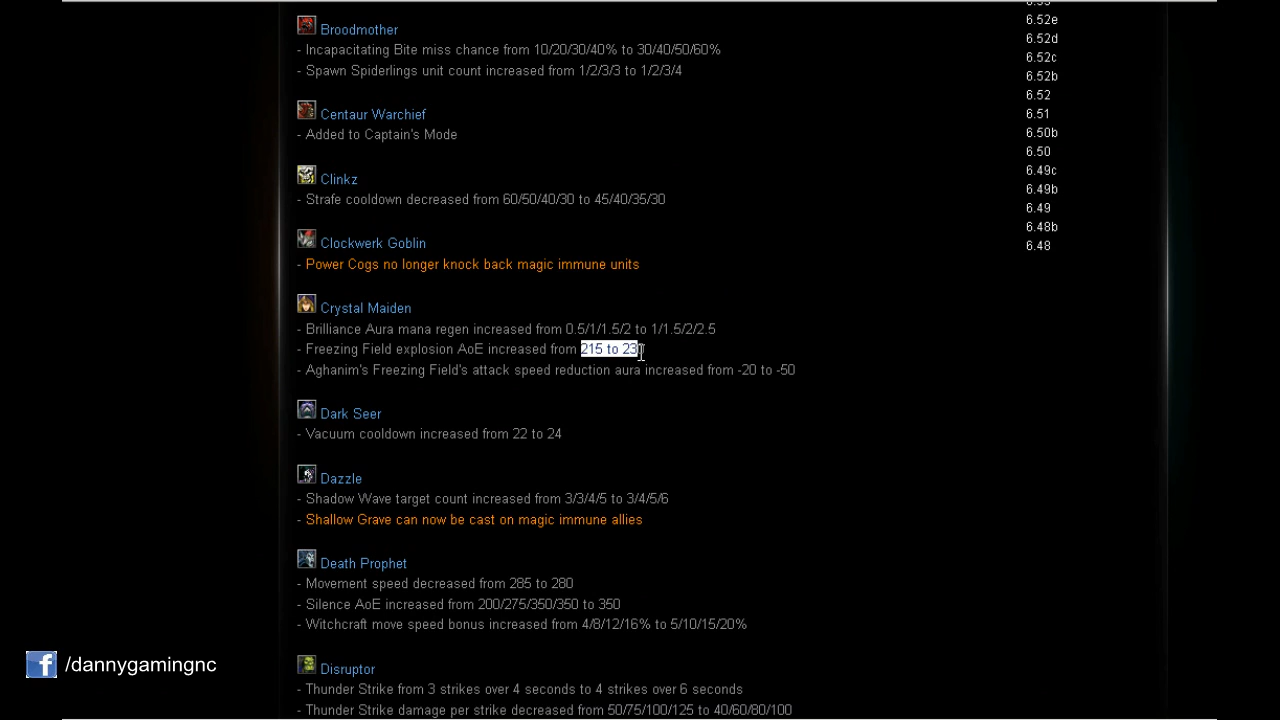 Broodmother
- Incapacitating Bite miss chance from 10/20/30/40% to 30/40/50/60%
- Spawn Spiderlings unit count increased from 1/2/3/3 to 1/2/3/4
Centaur Warchief
- Added to Captain's Mode
Clinkz
- Strafe cooldown decreased from 60/50/40/30 to 45/40/35/30
Clockwerk Goblin
- Power Cogs no longer knock back magic immune units
Crystal Maiden
- Brilliance Aura mana regen increased from 0.5/1/1.5/2 to 1/1.5/2/2.5
- Freezing Field explosion AoE increased from 215 to 230
- Aghanim's Freezing Field's attack speed reduction aura increased from -20 to -50
Dark Seer
- Vacuum cooldown increased from 22 to 24
Dazzle
- Shadow Wave target count increased from 3/3/4/5 to 3/4/5/6
- Shallow Grave can now be cast on magic immune allies
Death Prophet
- Movement speed decreased from 285 to 280
- Silence AoE increased from 200/275/350/350 to 350
- Witchcraft move speed bonus increased from 4/8/12/16% to 5/10/15/20%
Disruptor
- Thunder Strike from 3 strikes over 4 seconds to 4 strikes over 6 seconds
- Thunder Strike damage per strike decreased from 50/75/100/125 to 40/60/80/100
6.52e
6.52d
6.52c
6.52b
6.52
6.51
6.50b
6.50
6.49c
6.49b
6.49
6.48b
6.48
f /dannygamingnc